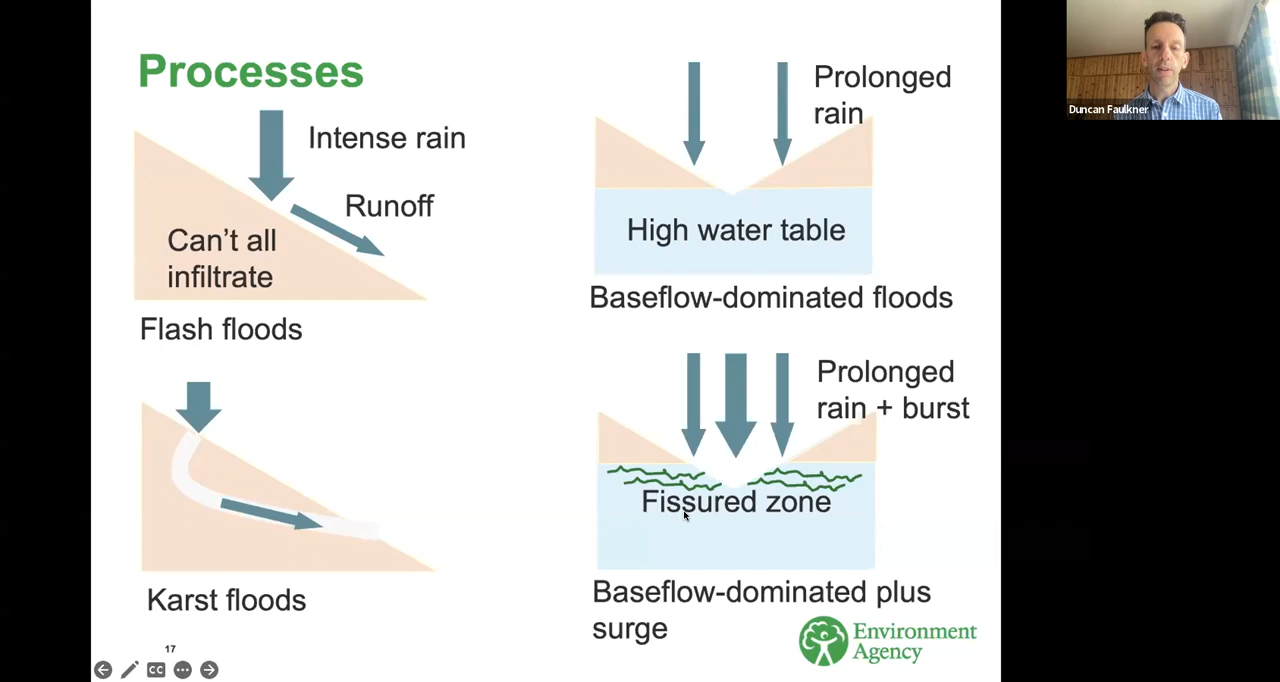 Processes
Intense rain
Runoff
Can't all
infiltrate
Flash floods
Prolonged
rain
High water table
Baseflow-dominated floods
Karst floods
Prolonged
rain + burst
Fissured zone
Baseflow-dominated plus
surge
Environment
Agency
17
CC
Duncan Faulkner